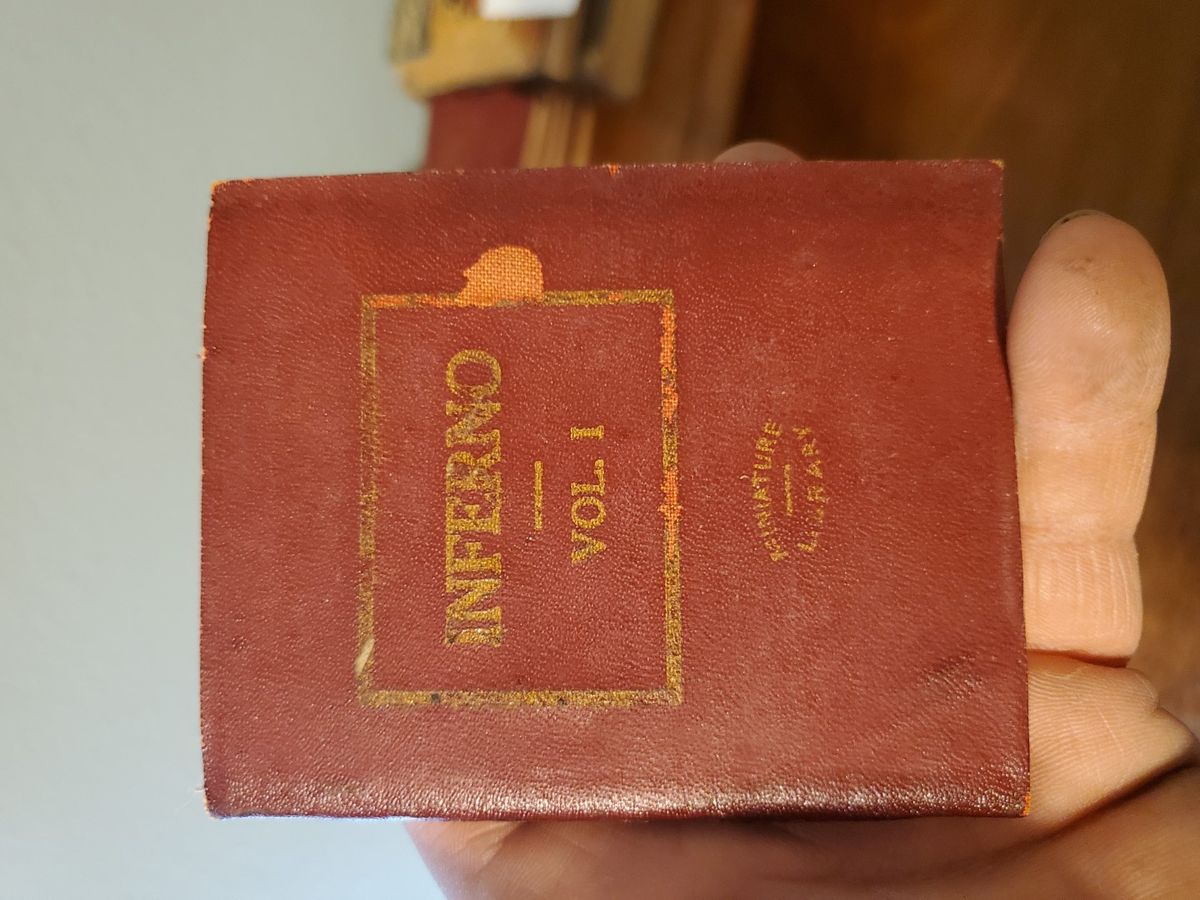 INFERNO
VOL. I
MINIATURE
LIBRARY